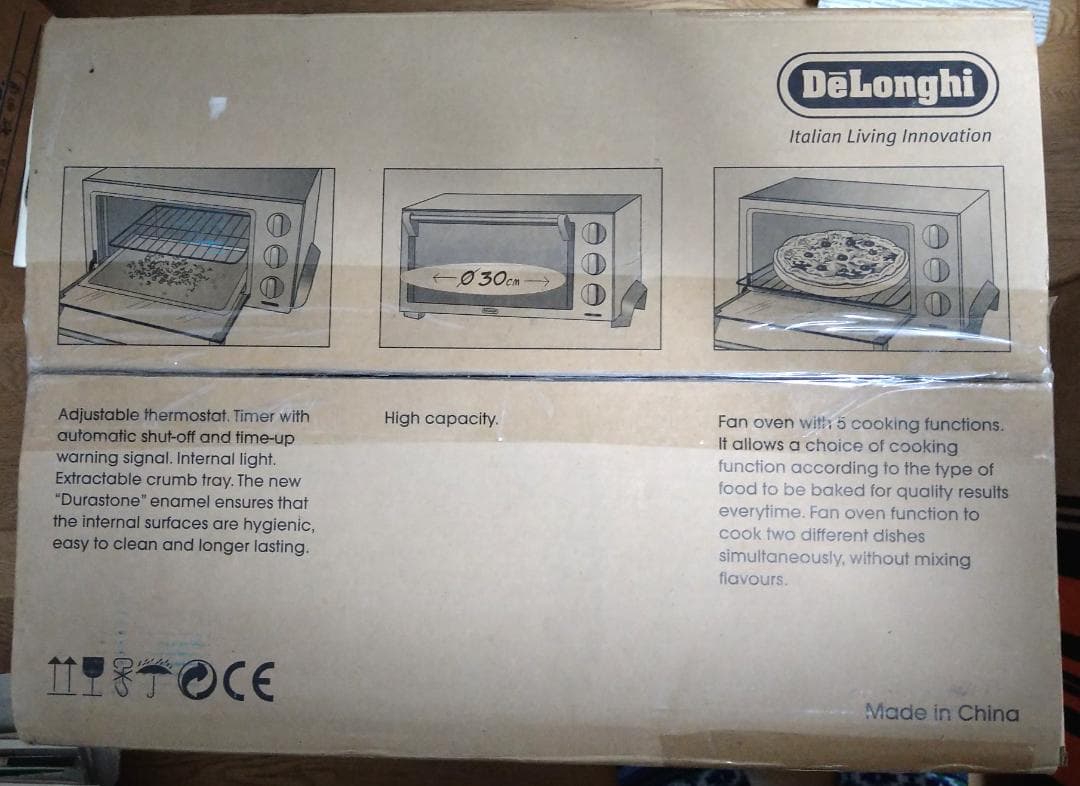 DeLonghi
Italian Living Innovation
Ø 30cm
Adjustable thermostat. Timer with
automatic shut-off and time-up
warning signal. Internal light.
Extractable crumb tray. The new
"Durastone" enamel ensures that
the internal surfaces are hygienic,
easy to clean and longer lasting.
High capacity.
Fan oven with 5 cooking functions.
It allows a choice of cooking
function according to the type of
food to be baked for quality results
everytime. Fan oven function to
cook two different dishes
simultaneously, without mixing
flavours.
CE
Made in China